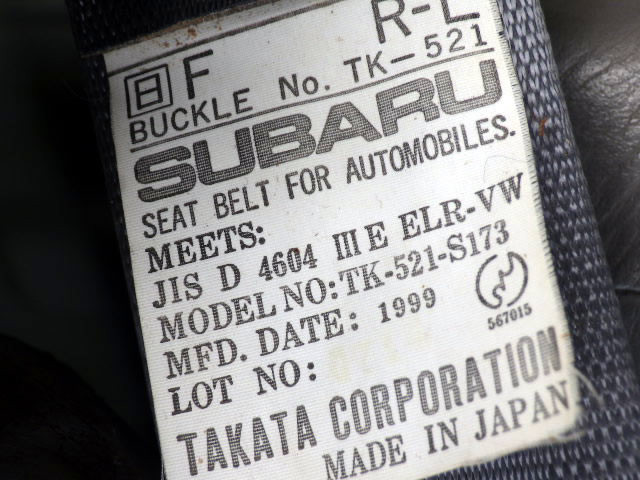 R-L
日 F
BUCKLE No. TK-521
SUBARU
SEAT BELT FOR AUTOMOBILES.
MEETS:
JIS D 4604 III E ELR-VW
MODEL NO: TK-521-S173
MFD. DATE: 1999
567015
LOT NO:
TAKATA CORPORATION
MADE IN JAPAN